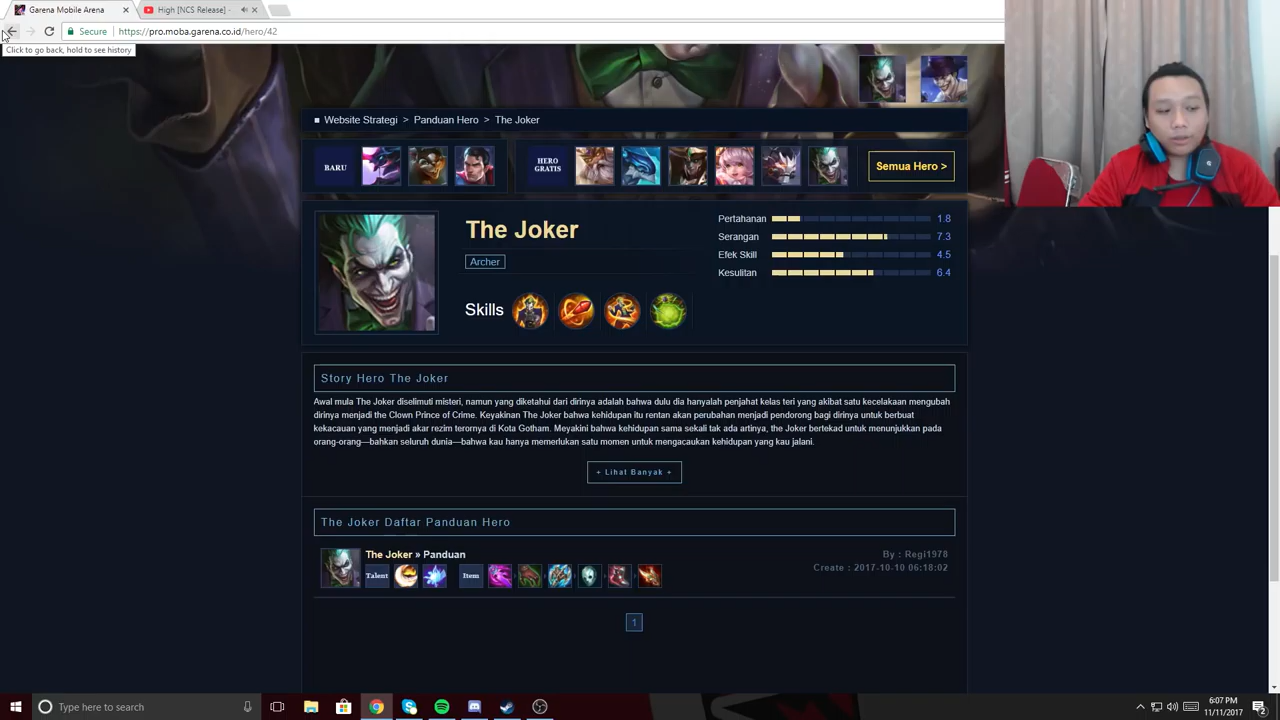 Garena Mobile Arena
High [NCS Release] -
Secure
https://pro.moba.garena.co.id/hero/42
Click to go back, hold to see history
Website Strategi > Panduan Hero > The Joker
BARU
HERO
GRATIS
Semua Hero >
The Joker
Archer
Skills
Pertahanan 1.8
Serangan 7.3
Efek Skill 4.5
Kesulitan 6.4
Story Hero The Joker
Awal mula The Joker diselimuti misteri, namun yang diketahui dari dirinya adalah bahwa dulu dia hanyalah penjahat kelas teri yang akibat satu kecelakaan mengubah
dirinya menjadi the Clown Prince of Crime. Keyakinan The Joker bahwa kehidupan itu rentan akan perubahan menjadi pendorong bagi dirinya untuk berbuat
kekacauan yang menjadi akar rezim terornya di Kota Gotham. Meyakini bahwa kehidupan sama sekali tak ada artinya, the Joker bertekad untuk menunjukkan pada
orang-orang—bahkan seluruh dunia—bahwa kau hanya memerlukan satu momen untuk mengacaukan kehidupan yang kau jalani.
+ Lihat Banyak +
The Joker Daftar Panduan Hero
The Joker » Panduan
By : Regi1978
Create : 2017-10-10 06:18:02
Talent
Item
1
Type here to search
6:07 PM
11/11/2017
2